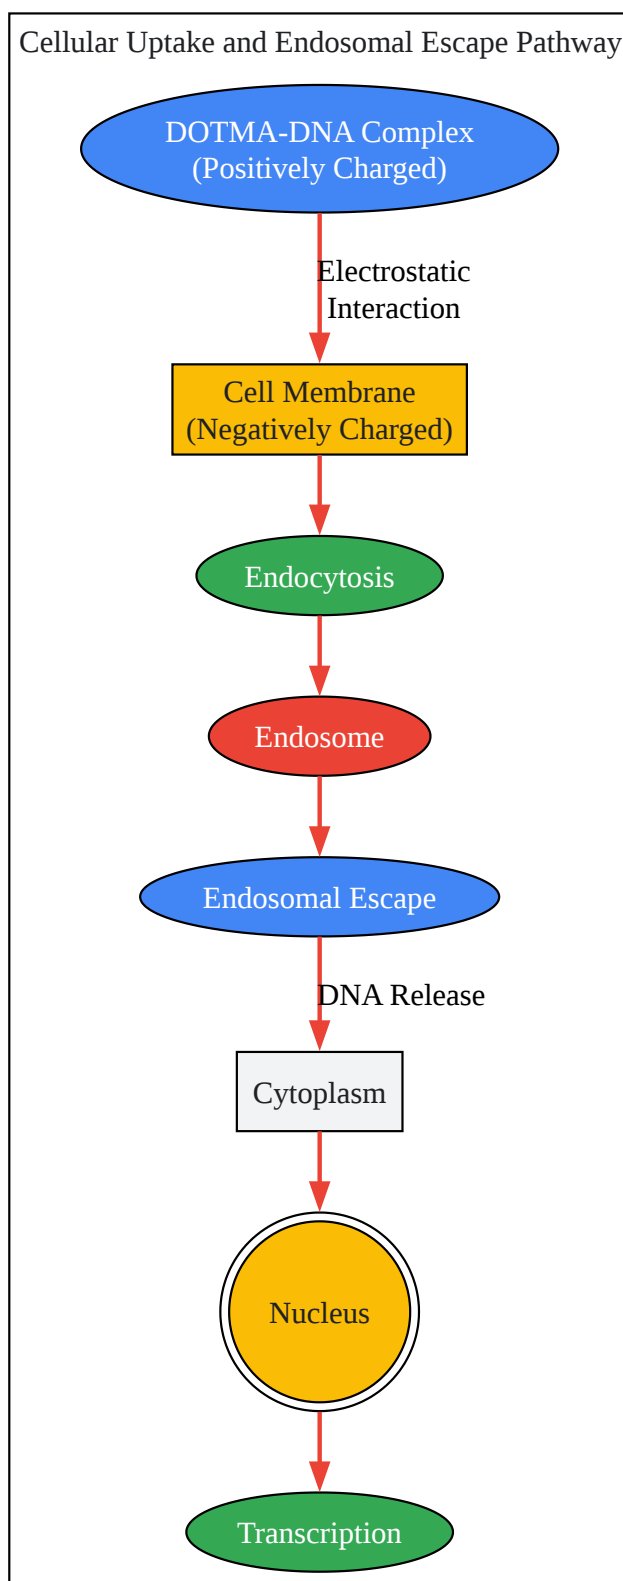 Cellular Uptake and Endosomal Escape Pathway
DOTMA-DNA Complex
(Positively Charged)
Electrostatic
Interaction
Cell Membrane
(Negatively Charged)
Endocytosis
Endosome
Endosomal Escape
DNA Release
Cytoplasm
Nucleus
Transcription